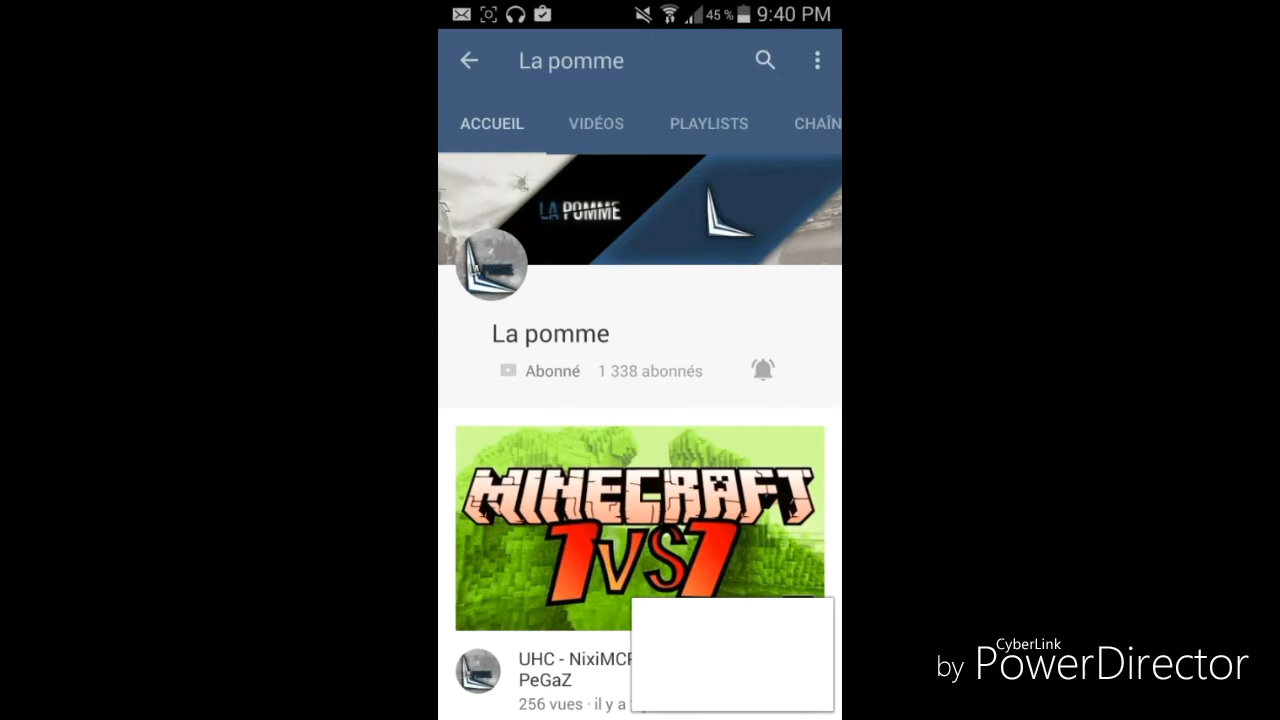 45 % 9:40 PM
La pomme
ACCUEIL VIDÉOS PLAYLISTS CHAÎN
LA POMME
La pomme
Abonné 1 338 abonnés
MINECRAFT
1VS1
UHC - NixiMC
PeGaZ
256 vues · il y a
CyberLink
by PowerDirector